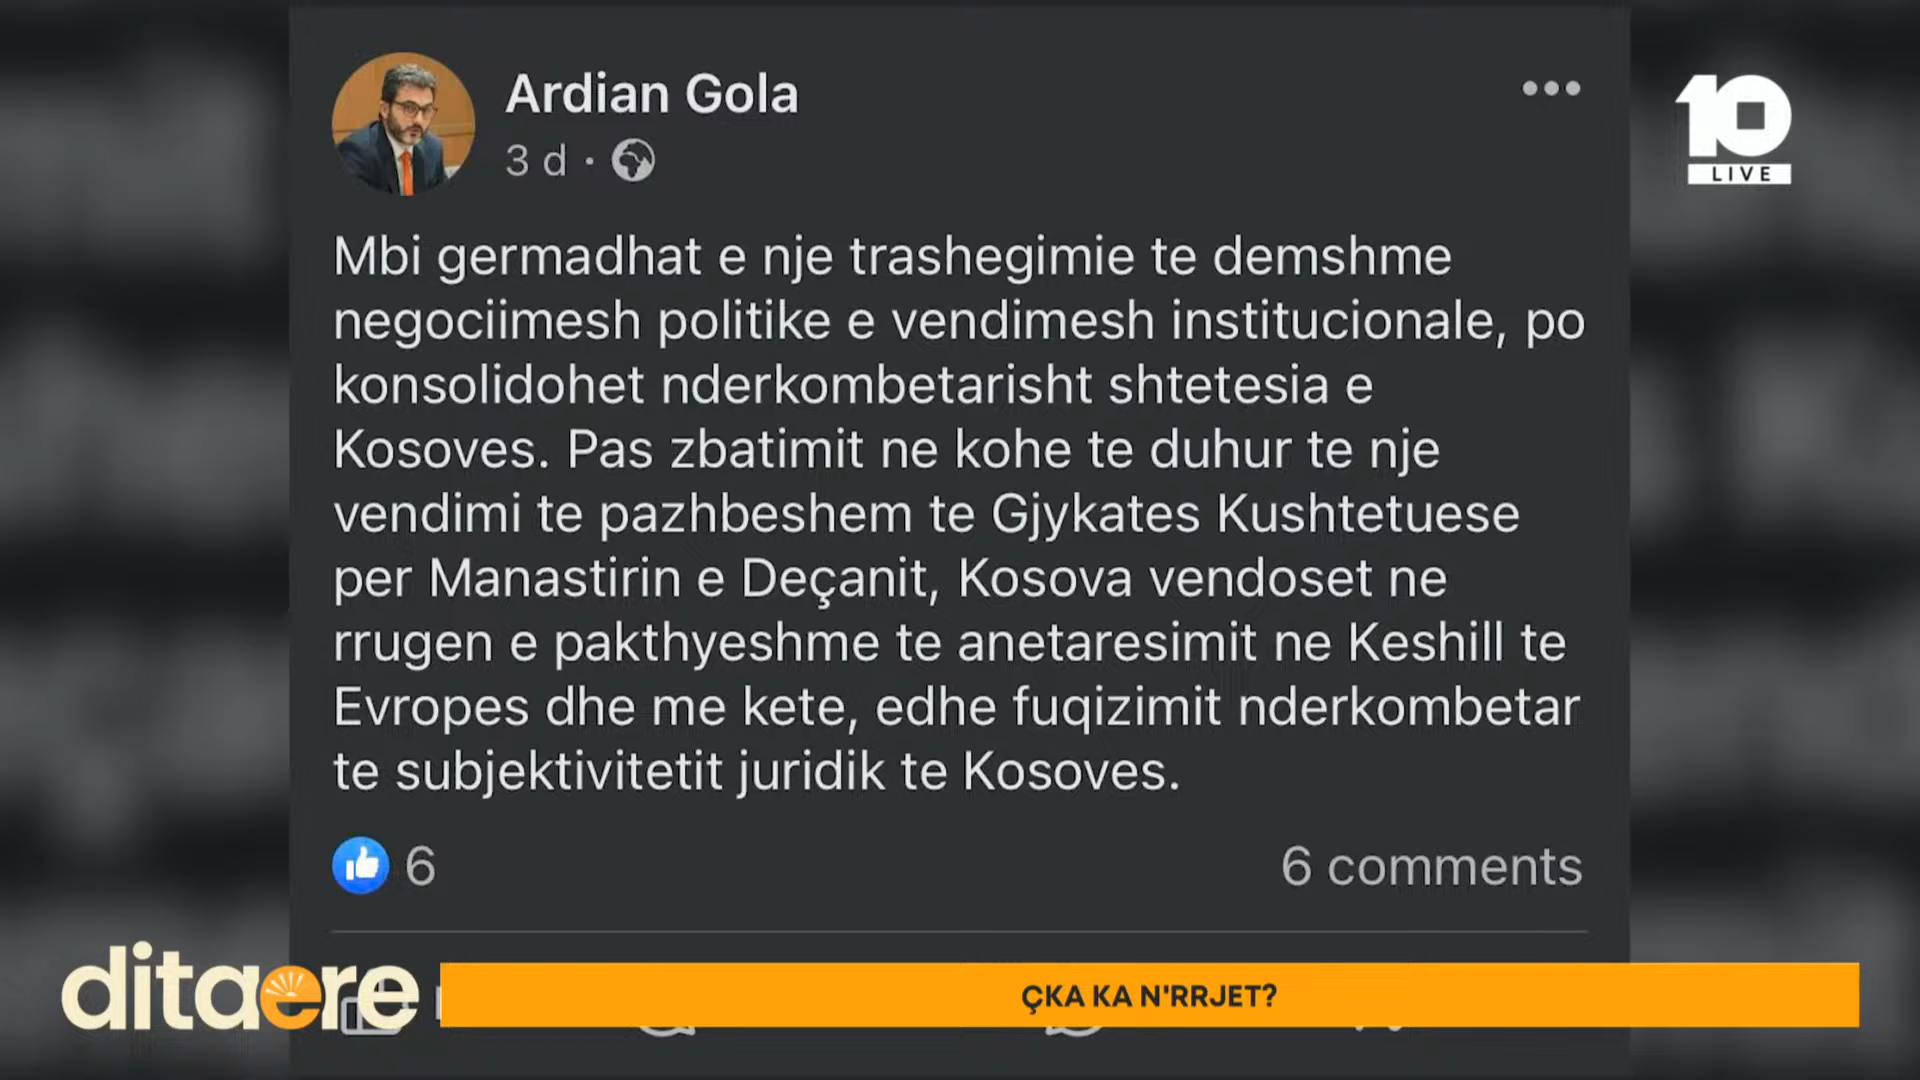 Ardian Gola
3 d ·
10
LIVE
Mbi germadhat e nje trashegimie te demshme
negociimesh politike e vendimesh institucionale, po
konsolidohet nderkombetarisht shtetesia e
Kosoves. Pas zbatimit ne kohe te duhur te nje
vendimi te pazhbeshem te Gjykates Kushtetuese
per Manastirin e Deçanit, Kosova vendoset ne
rrugen e pakthyeshme te anetaresimit ne Keshill te
Evropes dhe me kete, edhe fuqizimit nderkombetar
te subjektivitetit juridik te Kosoves.
6
6 comments
ditaere
ÇKA KA N'RRJET?